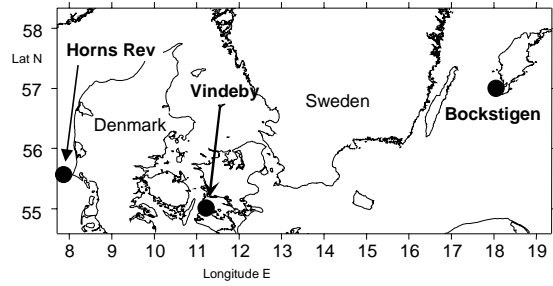 58
Lat N
57
56
55
Horns Rev
Vindeby
Sweden
Denmark
Bockstigen
8 9 10 11 12 13 14 15 16 17 18 19
Longitude E